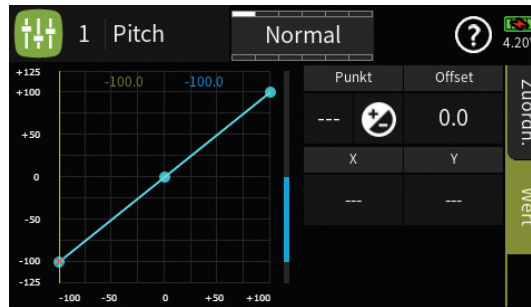 1 Pitch Normal ? 4.20V
+125 -100.0 -100.0 Punkt Offset
+100
--- 0.0
+50
X Y
0
--- ---
-50
-100
-125
-100 -50 0 +50 +100
Zuordn.
Wert